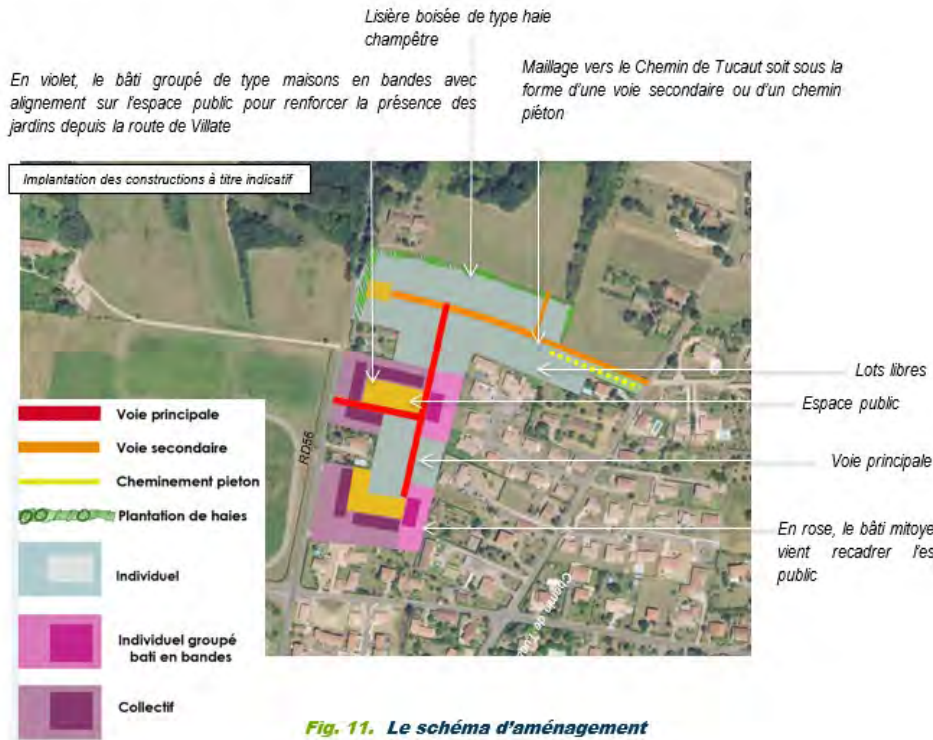 Lisière boisée de type haie
champêtre
En violet, le bâti groupé de type maisons en bandes avec
alignement sur l'espace public pour renforcer la présence des
jardins depuis la route de Villate
Maillage vers le Chemin de Tucaut soit sous la
forme d'une voie secondaire ou d'un chemin
piéton
Implantation des constructions à titre indicatif
Lots libres
Espace public
Voie principale
En rose, le bâti mitoye
vient recadrer l'es
public
RD56
Chemin de Tuc
Voie principale
Voie secondaire
Cheminement pieton
Plantation de haies
Individuel
Individuel groupé
bati en bandes
Collectif
Fig. 11. Le schéma d'aménagement